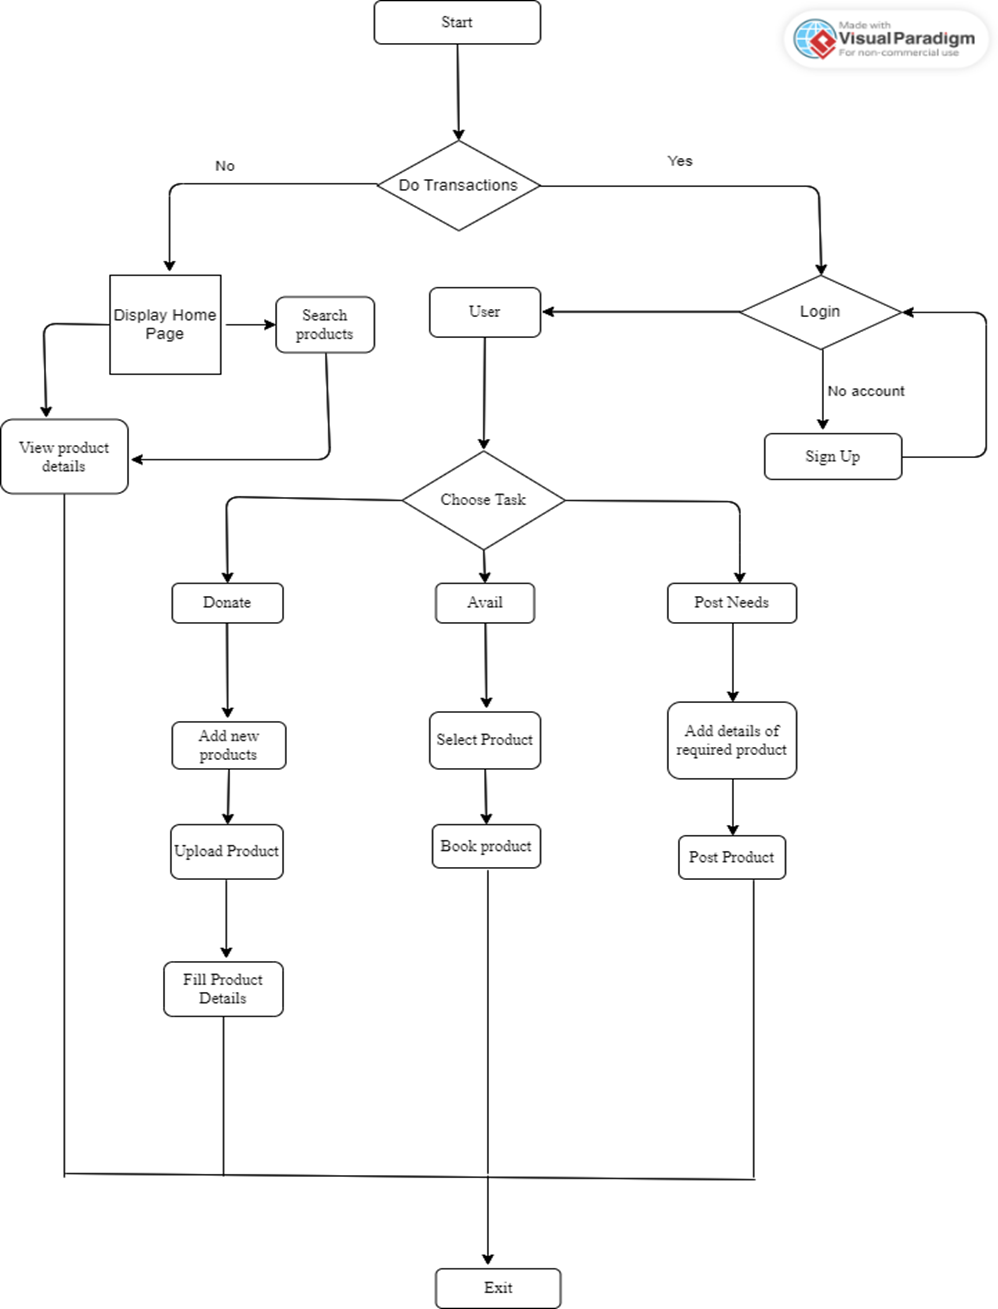 Start
Made with
Visual Paradigm
For non-commercial use
Do Transactions
No
Yes
Display Home
Page
Search
products
User
Login
No account
View product
details
Sign Up
Choose Task
Donate
Avail
Post Needs
Add new
products
Select Product
Add details of
required product
Upload Product
Book product
Post Product
Fill Product
Details
Exit